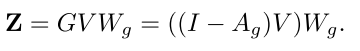 𝐙 = GVW_g = ((I − A_g)V)W_g.